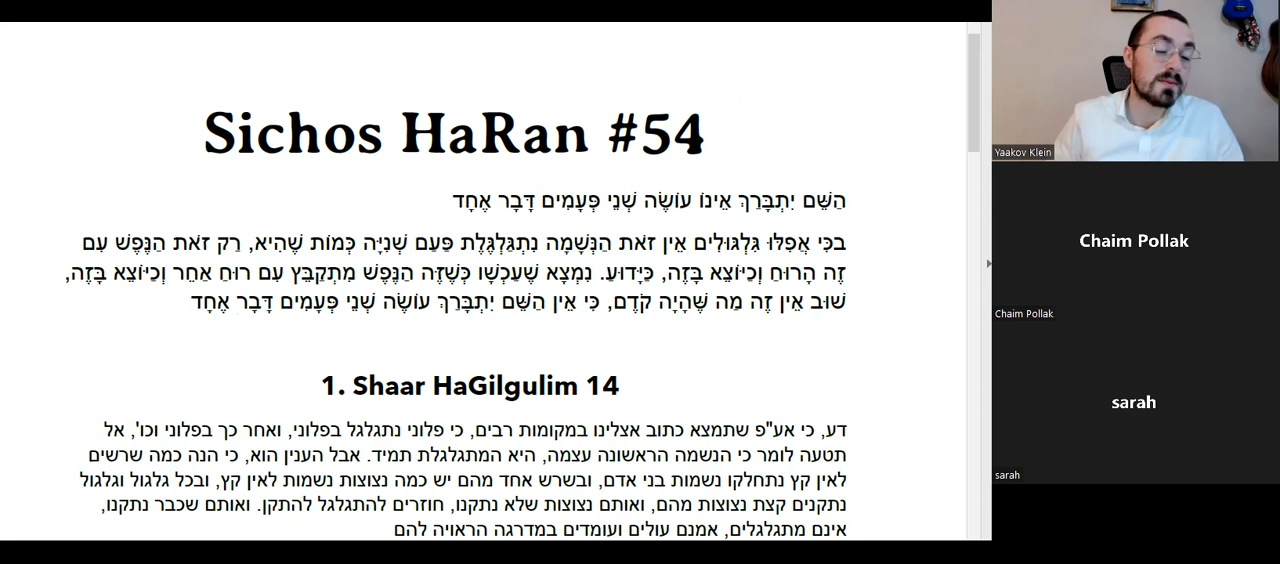 Sichos HaRan #54
הַשֵּׁם יִתְבָּרַךְ אֵינוֹ עוֹשֶׂה שְׁנֵי פְּעָמִים דָּבָר אֶחָד
בכִּי אֲפִלּוּ גִּלְגּוּלִים אֵין זֹאת הַנְּשָׁמָה נִתְגַּלְגֶּלֶת פַּעַם שְׁנִיָּה כְּמוֹת שֶׁהִיא, רַק זֹאת הַנֶּפֶשׁ עִם
זֶה הָרוּחַ וְכַיּוֹצֵא בָּזֶה, כַּיָּדוּעַ. נִמְצָא שֶׁעַכְשָׁו כְּשֶׁזֶּה הַנֶּפֶשׁ מִתְקַבֵּץ עִם רוּחַ אַחֵר וְכַיּוֹצֵא בָּזֶה,
שׁוּב אֵין זֶה מַה שֶּׁהָיָה קֹדֶם, כִּי אֵין הַשֵּׁם יִתְבָּרַךְ עוֹשֶׂה שְׁנֵי פְּעָמִים דָּבָר אֶחָד
1. Shaar HaGilgulim 14
דע, כי אע"פ שתמצא כתוב אצלינו במקומות רבים, כי פלוני נתגלגל בפלוני, ואחר כך בפלוני וכו', אל
תטעה לומר כי הנשמה הראשונה עצמה, היא המתגלגלת תמיד. אבל הענין הוא, כי הנה כמה שרשים
לאין קץ נתחלקו נשמות בני אדם, ובשרש אחד מהם יש כמה נצוצות נשמות לאין קץ, ובכל גלגול וגלגול
נתקנים קצת נצוצות מהם, ואותם נצוצות שלא נתקנו, חוזרים להתגלגל להתקן. ואותם שכבר נתקנו,
אינם מתגלגלים, אמנם עולים ועומדים במדרגה הראויה להם
Yaakov Klein
Chaim Pollak
Chaim Pollak
sarah
sarah